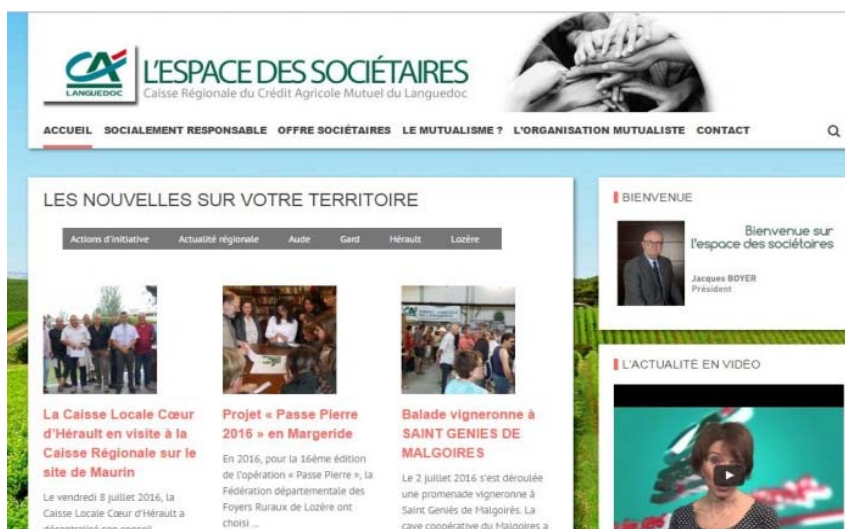 CA
LANGUEDOC
L'ESPACE DES SOCIÉTAIRES
Caisse Régionale du Crédit Agricole Mutuel du Languedoc
ACCUEIL SOCIALEMENT RESPONSABLE OFFRE SOCIÉTAIRES LE MUTUALISME ? L'ORGANISATION MUTUALISTE CONTACT
LES NOUVELLES SUR VOTRE TERRITOIRE
Actions d'initiative Actualité régionale Aude Gard Hérault Lozère
La Caisse Locale Cœur
d'Hérault en visite à la
Caisse Régionale sur le
site de Maurin
Le vendredi 8 juillet 2016, la
Caisse Locale Cœur d'Hérault a
décentralisé son conseil
Projet « Passe Pierre
2016 » en Margeride
En 2016, pour la 16ème édition
de l'opération « Passe Pierre », la
Fédération départementale des
Foyers Ruraux de Lozère ont
choisi ...
Balade vigneronne à
SAINT GENIES DE
MALGOIRES
Le 2 juillet 2016 s'est déroulée
une promenade vigneronne à
Saint Geniés de Malgoirés. La
cave coopérative du Malgoires a
BIENVENUE
Bienvenue sur
l'espace des sociétaires
Jacques BOYER
Président
L'ACTUALITÉ EN VIDÉO